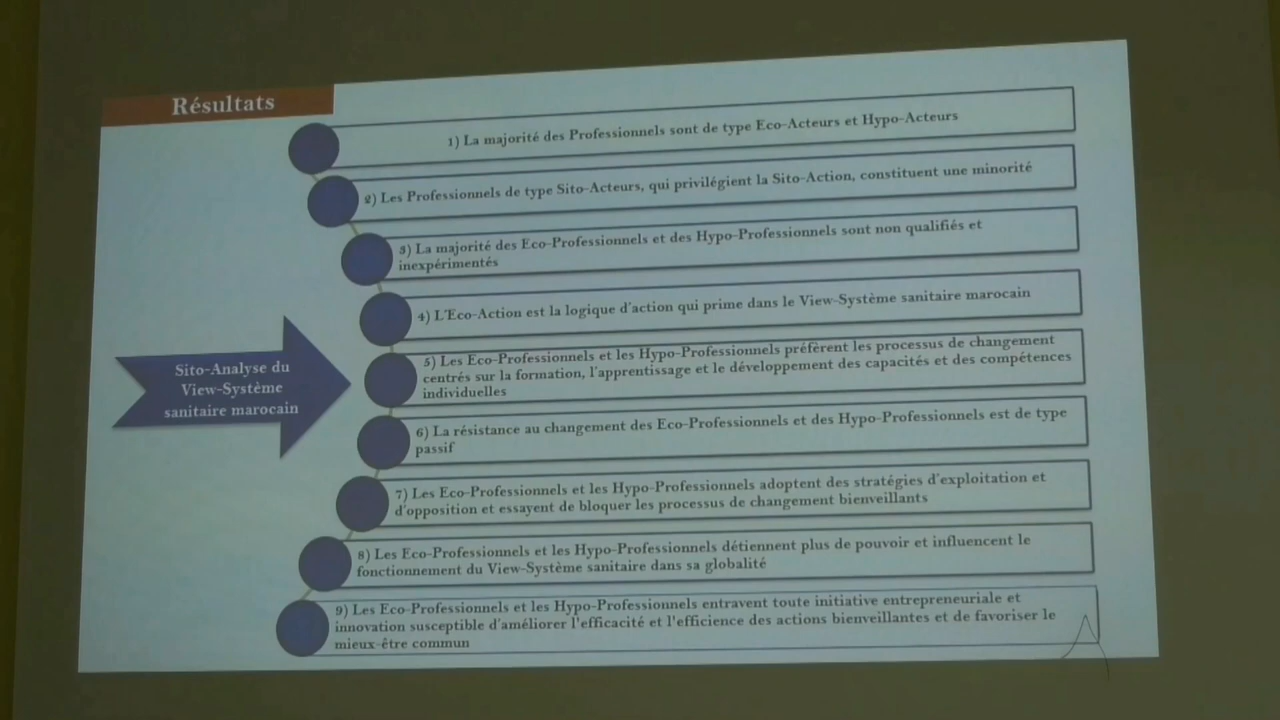 Résultats
1) La majorité des Professionnels sont de type Eco-Acteurs et Hypo-Acteurs
2) Les Professionnels de type Sito-Acteurs, qui privilégient la Sito-Action, constituent une minorité
3) La majorité des Eco-Professionnels et des Hypo-Professionnels sont non qualifiés et
inexpérimentés
4) L'Eco-Action est la logique d'action qui prime dans le View-Système sanitaire marocain
Sito-Analyse du
View-Système
sanitaire marocain
5) Les Eco-Professionnels et les Hypo-Professionnels préfèrent les processus de changement
centrés sur la formation, l'apprentissage et le développement des capacités et des compétences
individuelles
6) La résistance au changement des Eco-Professionnels et des Hypo-Professionnels est de type
passif
7) Les Eco-Professionnels et les Hypo-Professionnels adoptent des stratégies d'exploitation et
d'opposition et essayent de bloquer les processus de changement bienveillants
8) Les Eco-Professionnels et les Hypo-Professionnels détiennent plus de pouvoir et influencent le
fonctionnement du View-Système sanitaire dans sa globalité
9) Les Eco-Professionnels et les Hypo-Professionnels entravent toute initiative entrepreneuriale et
innovation susceptible d'améliorer l'efficacité et l'efficience des actions bienveillantes et de favoriser le
mieux-être commun